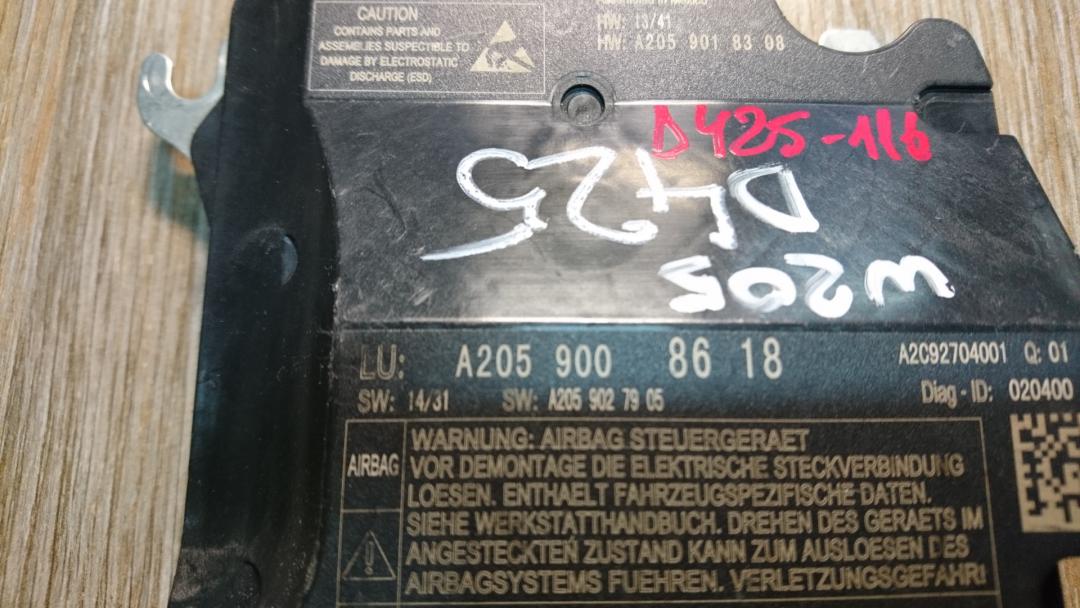 CAUTION
CONTAINS PARTS AND
ASSEMBLIES SUSPECTIBLE TO
DAMAGE BY ELECTROSTATIC
DISCHARGE (ESD)
HW: 13/41
HW: A205 901 83 08
D425-116
D425
W205
LU: A205 900 86 18
A2C92704001 Q: 01
SW: 14/31 SW: A205 902 79 05
Diag-ID: 020400
AIRBAG
WARNUNG: AIRBAG STEUERGERAET
VOR DEMONTAGE DIE ELEKTRISCHE STECKVERBINDUNG
LOESEN. ENTHAELT FAHRZEUGSPEZIFISCHE DATEN.
SIEHE WERKSTATTHANDBUCH. DREHEN DES GERAETS IM
ANGESTECKTEN ZUSTAND KANN ZUM AUSLOESEN DES
AIRBAGSYSTEMS FUEHREN. VERLETZUNGSGEFAHR!